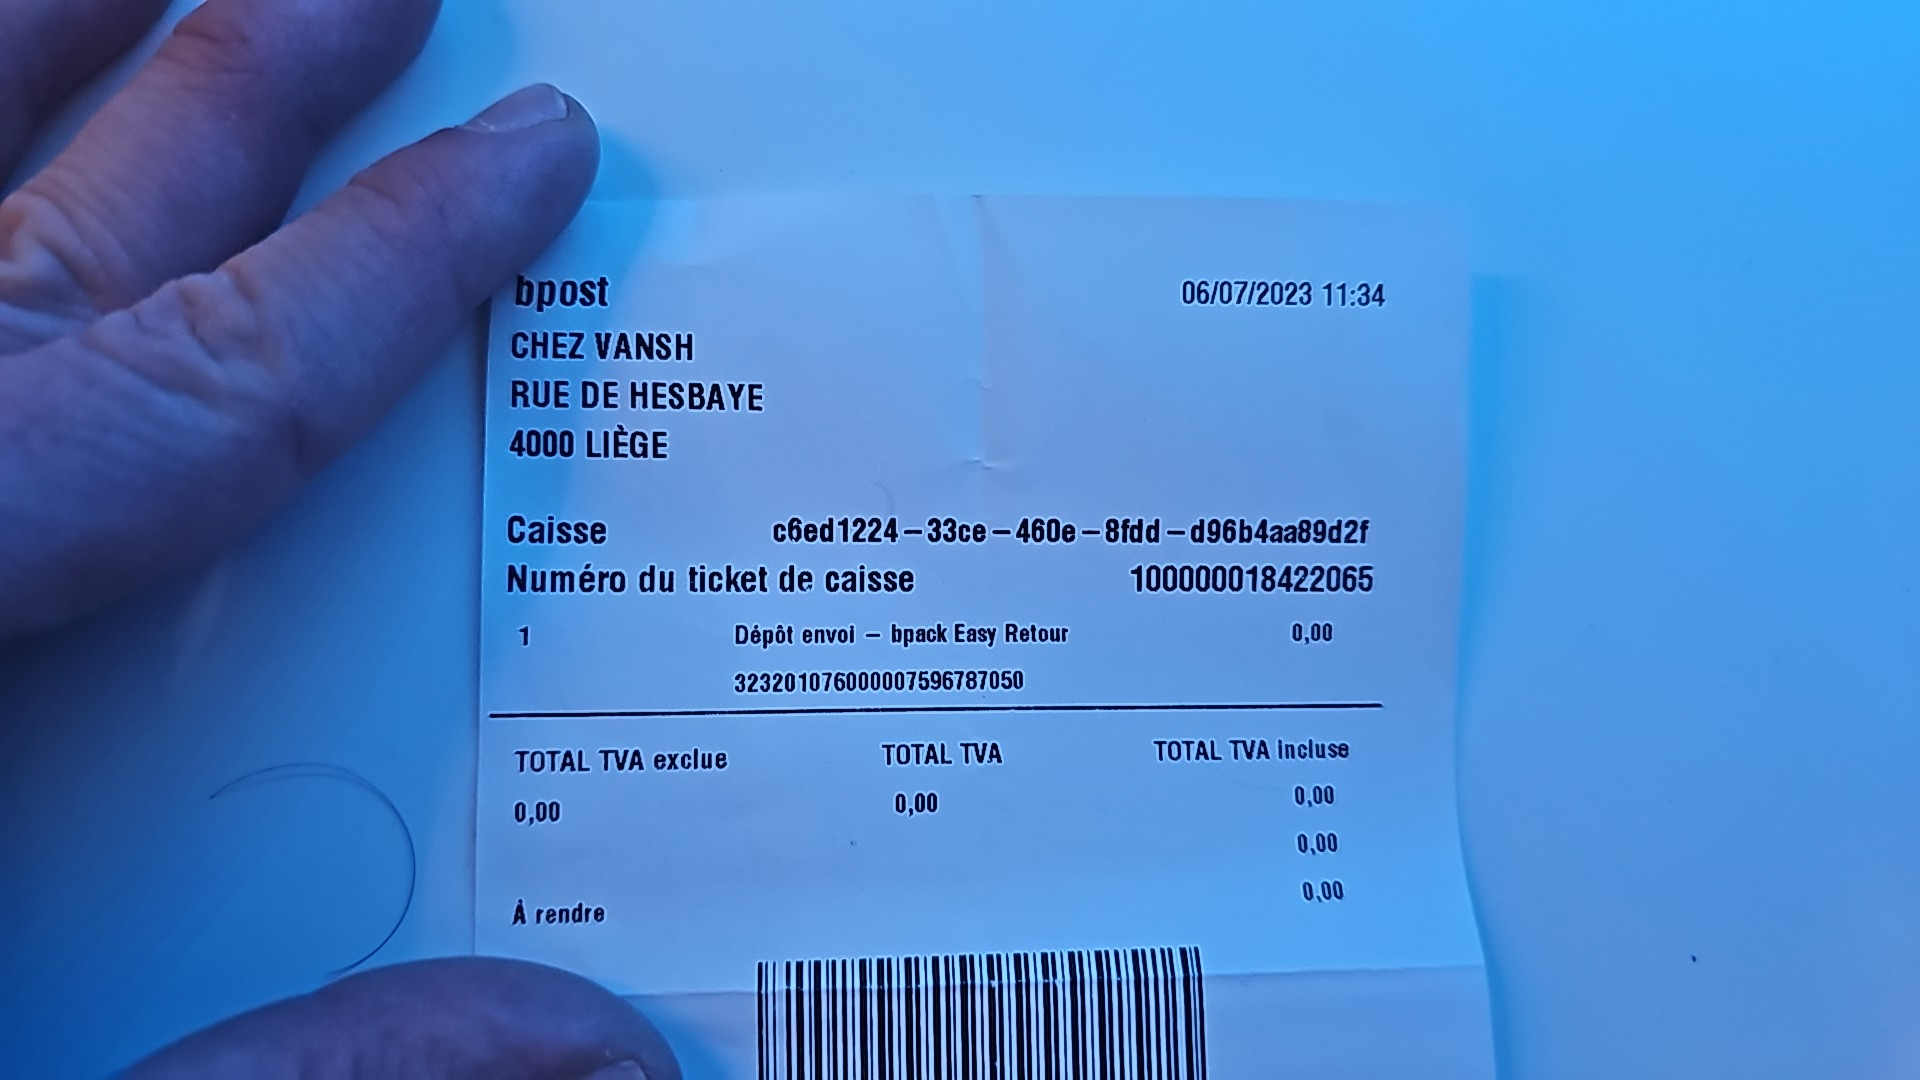 bpost 06/07/2023 11:34
CHEZ VANSH
RUE DE HESBAYE
4000 LIÈGE
Caisse c6ed1224-33ce-460e-8fdd-d96b4aa89d2f
Numéro du ticket de caisse 100000018422065
1 Dépôt envoi - bpack Easy Retour 0,00
323201076000007596787050
TOTAL TVA exclue TOTAL TVA TOTAL TVA incluse
0,00 0,00 0,00
0,00
À rendre 0,00